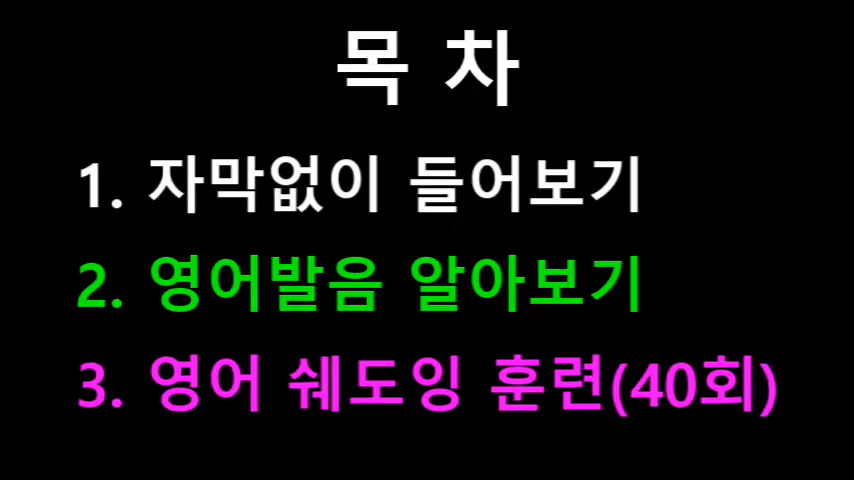 목 차
1. 자막없이 들어보기
2. 영어발음 알아보기
3. 영어 쉐도잉 훈련(40회)